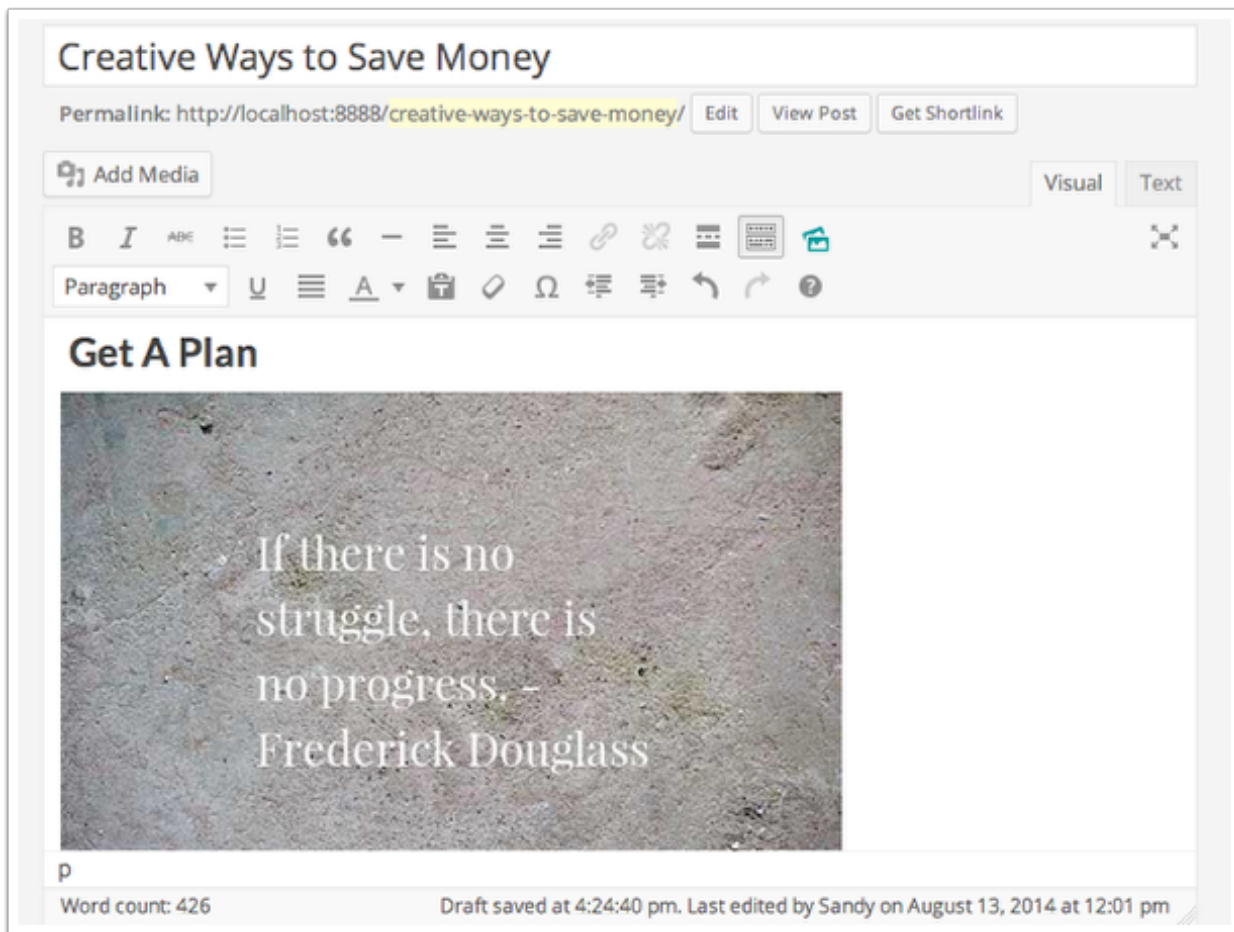 Creative Ways to Save Money
Permalink: http://localhost:8888/creative-ways-to-save-money/ Edit View Post Get Shortlink
Add Media
Visual Text
B I ABC
Paragraph U A T Ω ?
Get A Plan
If there is no
struggle, there is
no progress. -
Frederick Douglass
p
Word count: 426 Draft saved at 4:24:40 pm. Last edited by Sandy on August 13, 2014 at 12:01 pm